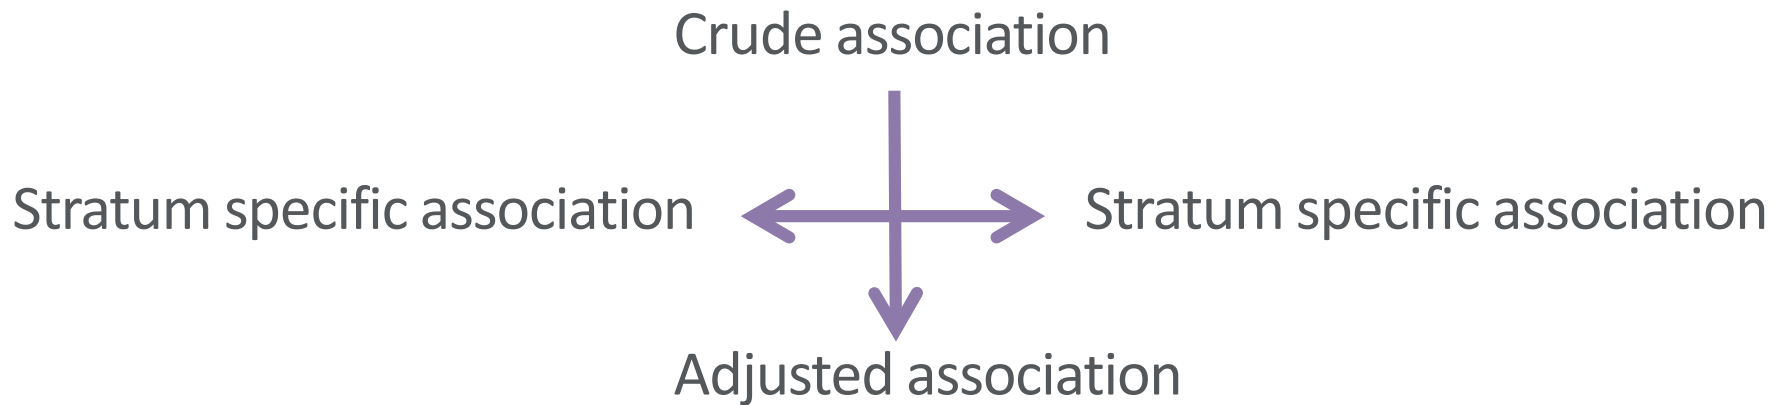 Crude association
Stratum specific association
Stratum specific association
Adjusted association